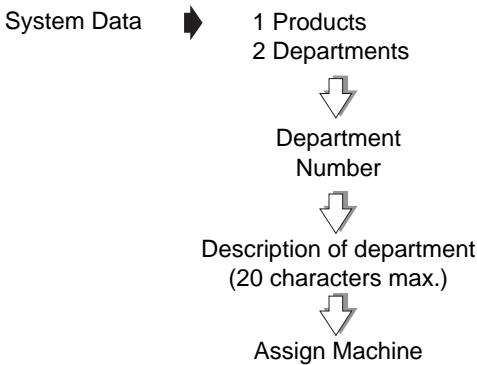 System Data
1 Products
2 Departments
Department
Number
Description of department
(20 characters max.)
Assign Machine